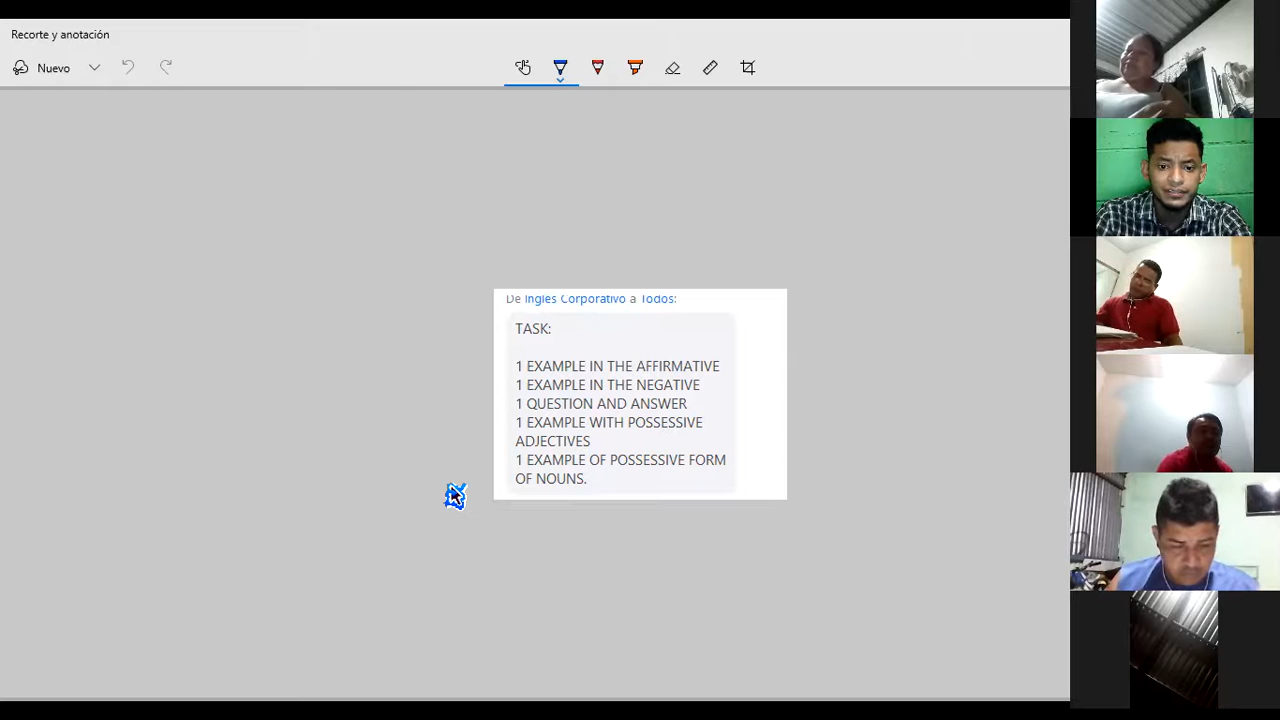 Recorte y anotación
Nuevo
De Ingles Corporativo a Todos:
TASK:
1 EXAMPLE IN THE AFFIRMATIVE
1 EXAMPLE IN THE NEGATIVE
1 QUESTION AND ANSWER
1 EXAMPLE WITH POSSESSIVE
ADJECTIVES
1 EXAMPLE OF POSSESSIVE FORM
OF NOUNS.